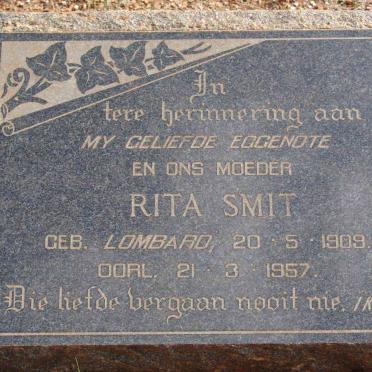 In
tere herinnering aan
MY GELIEFDE EGGENOTE
EN ONS MOEDER
RITA SMIT
GEB. LOMBARD, 20 · 5 · 1909.
OORL. 21 · 3 · 1957.
Die liefde vergaan nooit nie.